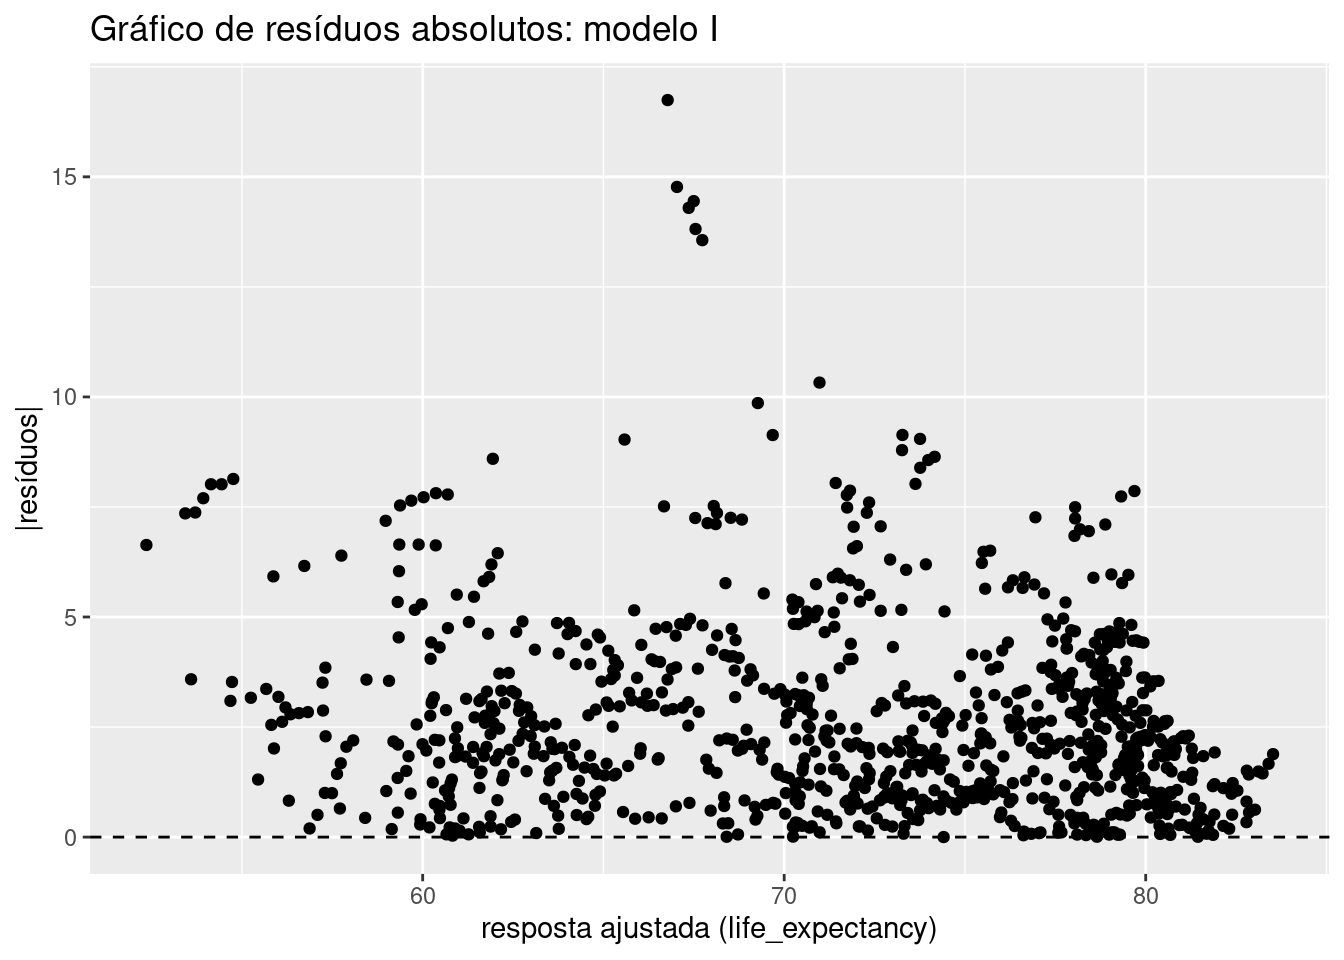 Gráfico de resíduos absolutos: modelo I
|resíduos|
15
10
5
0
60 70 80
resposta ajustada (life_expectancy)